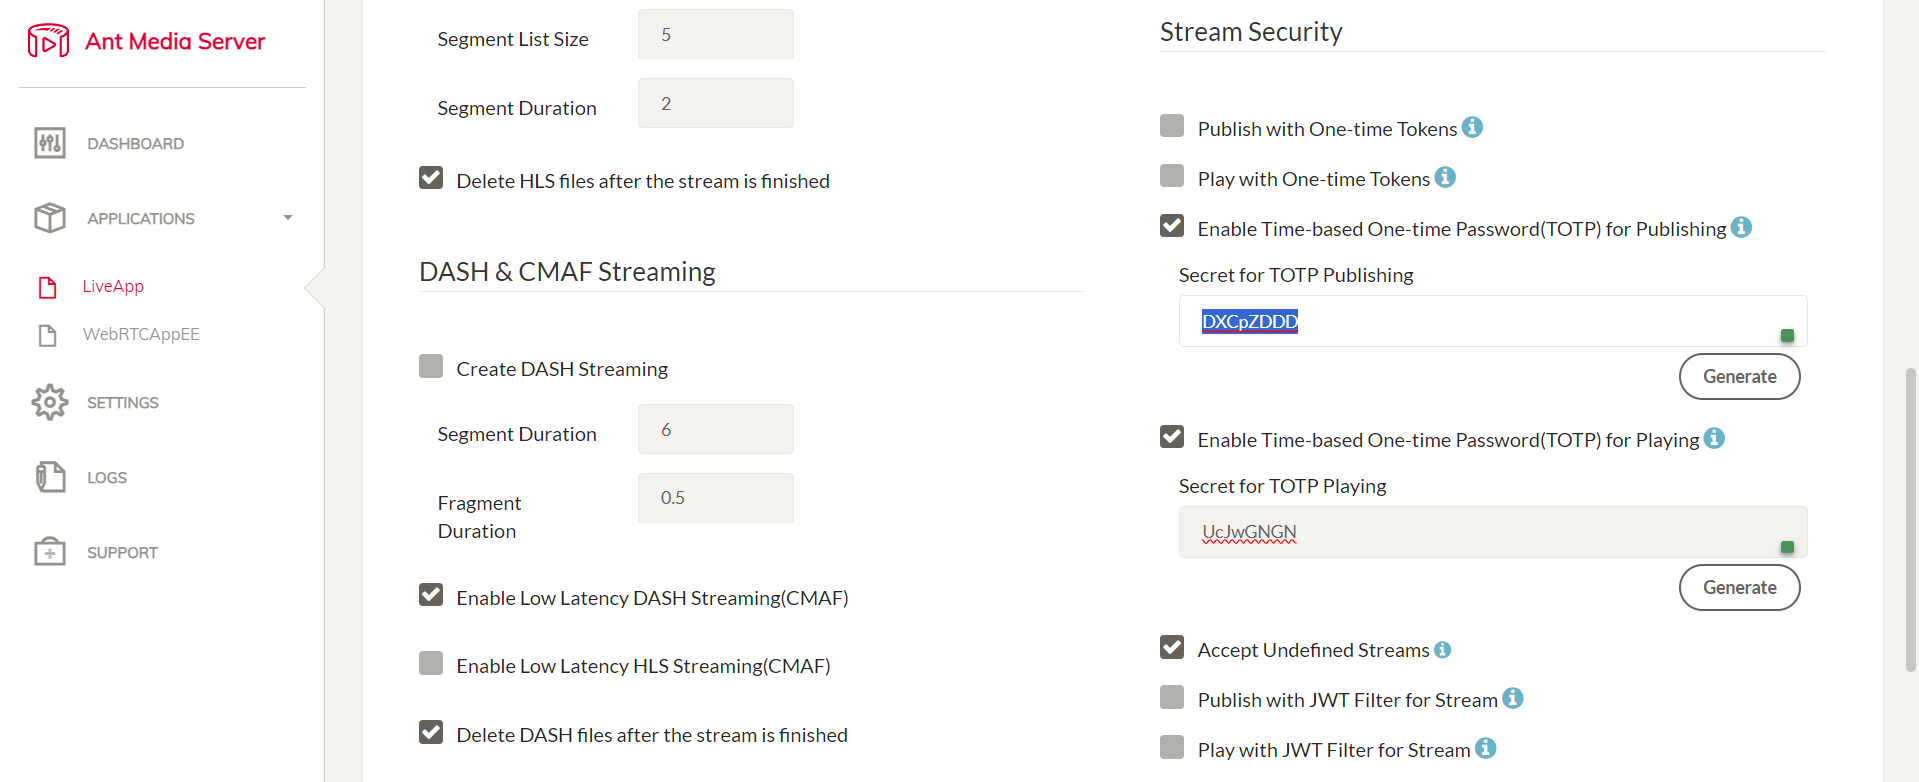 Ant Media Server
DASHBOARD
APPLICATIONS
LiveApp
WebRTCAppEE
SETTINGS
LOGS
SUPPORT
Segment List Size
5
Segment Duration
2
Delete HLS files after the stream is finished
DASH & CMAF Streaming
Create DASH Streaming
Segment Duration
6
Fragment
Duration
0.5
Enable Low Latency DASH Streaming(CMAF)
Enable Low Latency HLS Streaming(CMAF)
Delete DASH files after the stream is finished
Stream Security
Publish with One-time Tokens
Play with One-time Tokens
Enable Time-based One-time Password(TOTP) for Publishing
Secret for TOTP Publishing
DXCpZDDD
Generate
Enable Time-based One-time Password(TOTP) for Playing
Secret for TOTP Playing
UcJwGNGN
Generate
Accept Undefined Streams
Publish with JWT Filter for Stream
Play with JWT Filter for Stream